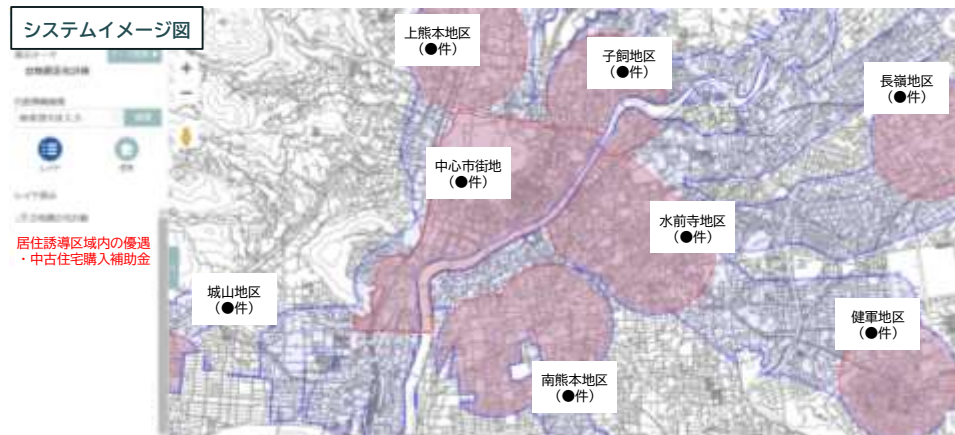 システムイメージ図
上熊本地区
（●件）
子飼地区
（●件）
長嶺地区
（●件）
中心市街地
（●件）
水前寺地区
（●件）
居住誘導区域内の優遇
・中古住宅購入補助金
城山地区
（●件）
健軍地区
（●件）
南熊本地区
（●件）